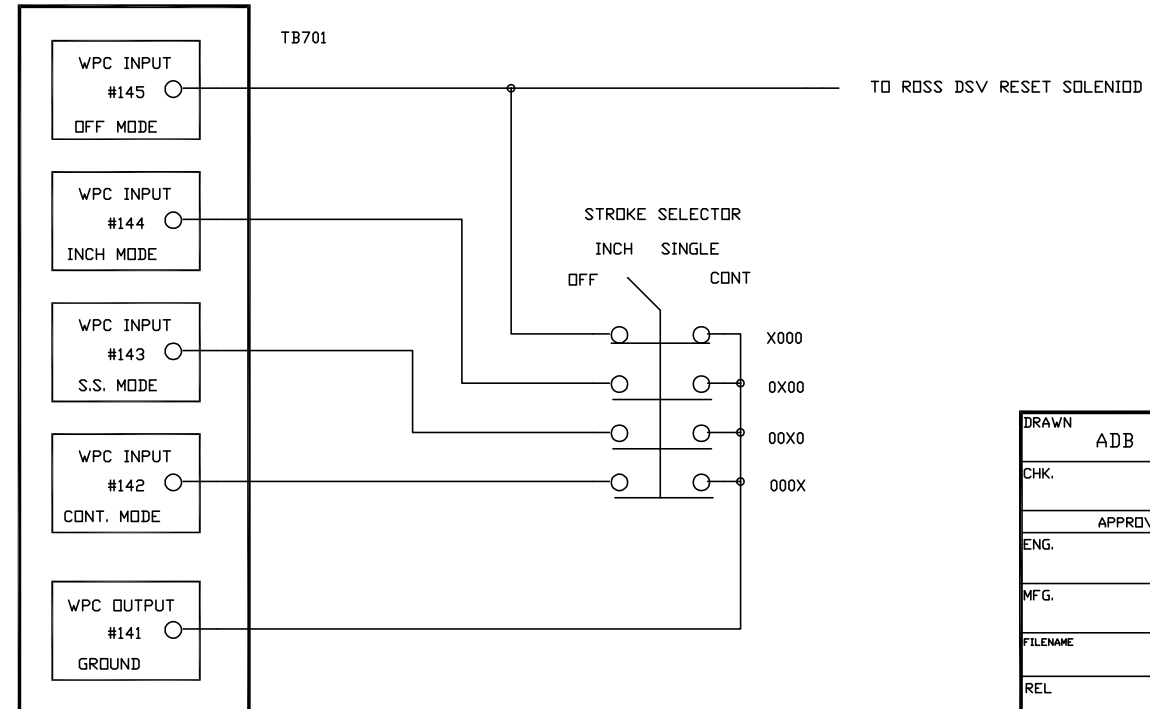 TB701
WPC INPUT
#145
OFF MODE
TO ROSS DSV RESET SOLENIOD
WPC INPUT
#144
INCH MODE
STROKE SELECTOR
INCH SINGLE
OFF CONT
WPC INPUT
#143
S.S. MODE
X000
0X00
00X0
000X
WPC INPUT
#142
CONT. MODE
WPC OUTPUT
#141
GROUND
DRAWN
ADB
CHK.
APPROV
ENG.
MFG.
FILENAME
REL